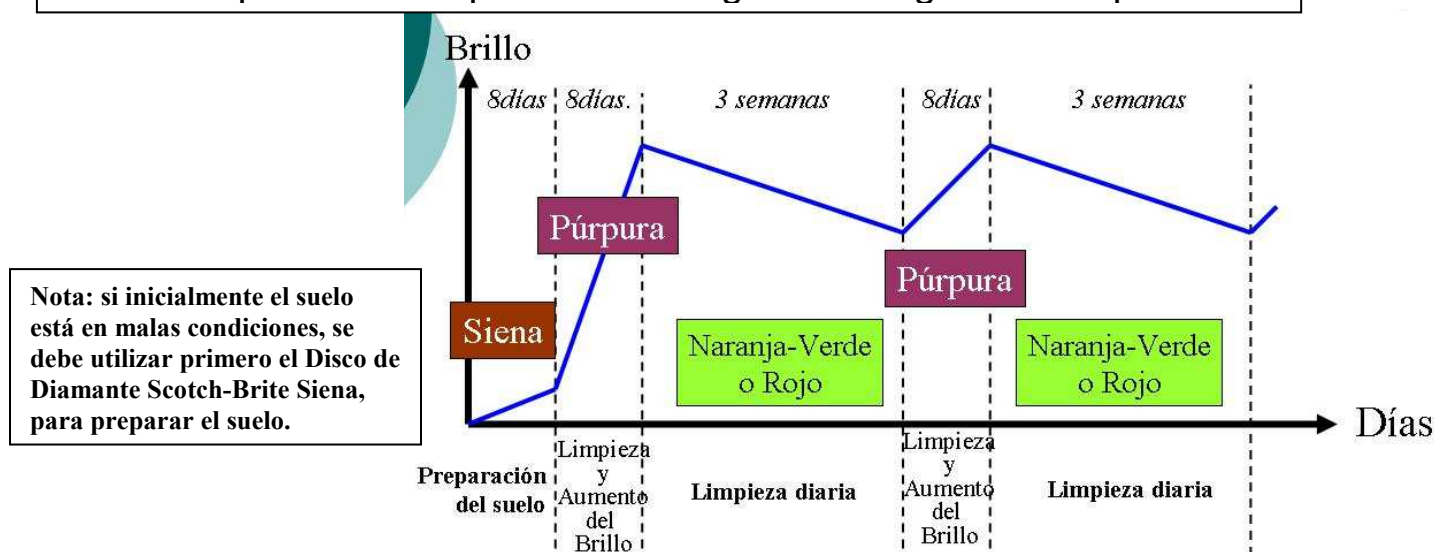 Brillo
8días
8días.
3 semanas
8días
3 semanas
Púrpura
Púrpura
Nota: si inicialmente el suelo
está en malas condiciones, se
debe utilizar primero el Disco de
Diamante Scotch-Brite Siena,
para preparar el suelo.
Siena
Naranja-Verde
o Rojo
Naranja-Verde
o Rojo
Días
Preparación
del suelo
Limpieza
y
Aumento
del
Brillo
Limpieza diaria
Limpieza
y
Aumento
del
Brillo
Limpieza diaria